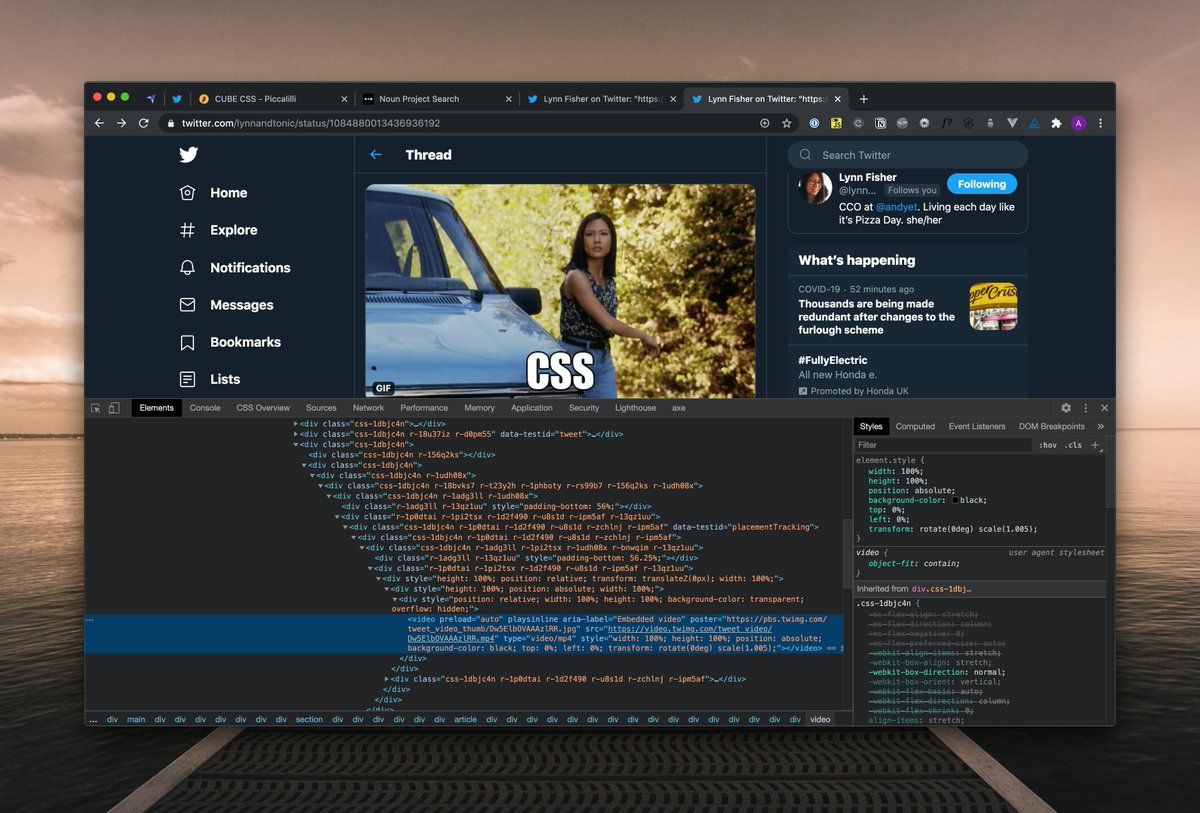 CUBE CSS - Piccalilli
Noun Project Search
Lynn Fisher on Twitter: "https:
Lynn Fisher on Twitter: "https:
twitter.com/lynnandtonic/status/1084880013436936192
Home
Explore
Notifications
Messages
Bookmarks
Lists
Thread
GIF
CSS
Search Twitter
Lynn Fisher
@lynn... Follows you
Following
CCO at @andyet. Living each day like
it's Pizza Day. she/her
What's happening
COVID-19 · 52 minutes ago
Thousands are being made
redundant after changes to the
furlough scheme
#FullyElectric
All new Honda e.
Promoted by Honda UK
Elements Console CSS Overview Sources Network Performance Memory Application Security Lighthouse axe
<div class="css-1dbjc4n">…</div>
<div class="css-1dbjc4n r-18u37iz r-d0pm55" data-testid="tweet">…</div>
<div class="css-1dbjc4n">
<div class="css-1dbjc4n r-156q2ks"></div>
<div class="css-1dbjc4n">
<div class="css-1dbjc4n r-1udh08x">
<div class="css-1dbjc4n r-18bvks7 r-t23y2h r-1phboty r-rs99b7 r-156q2ks r-1udh08x">
<div class="css-1dbjc4n r-1adg3ll r-1udh08x">
<div class="r-1adg3ll r-13qz1uu" style="padding-bottom: 56%;"></div>
<div class="r-1p0dtai r-1pi2tsx r-1d2f490 r-u8s1d r-ipm5af r-13qz1uu">
<div class="css-1dbjc4n r-1p0dtai r-1d2f490 r-u8s1d r-zchlnj r-ipm5af" data-testid="placementTracking">
<div class="css-1dbjc4n r-1p0dtai r-1d2f490 r-u8s1d r-zchlnj r-ipm5af">
<div class="css-1dbjc4n r-1adg3ll r-1pi2tsx r-1udh08x r-bnwqim r-13qz1uu">
<div class="r-1adg3ll r-13qz1uu" style="padding-bottom: 56.25%;"></div>
<div class="r-1p0dtai r-1pi2tsx r-1d2f490 r-u8s1d r-ipm5af r-13qz1uu">
<div style="height: 100%; position: relative; transform: translateZ(0px); width: 100%;">
<div style="height: 100%; position: absolute; width: 100%;">
<div style="position: relative; width: 100%; height: 100%; background-color: transparent;
overflow: hidden;">
<video preload="auto" playsinline aria-label="Embedded video" poster="https://pbs.twimg.com/
tweet_video_thumb/Dw5ElbOVAAAzlRR.jpg" src="https://video.twimg.com/tweet_video/
Dw5ElbOVAAAzlRR.mp4" type="video/mp4" style="width: 100%; height: 100%; position: absolute;
background-color: black; top: 0%; left: 0%; transform: rotate(0deg) scale(1.005);"></video> ==
</div>
</div>
<div class="css-1dbjc4n r-1p0dtai r-1d2f490 r-u8s1d r-zchlnj r-ipm5af">…</div>
</div>
</div>
</div>
... div main div div div div div div div section div div div div div div article div div div div div div div div div div div div div div div div video
Styles Computed Event Listeners DOM Breakpoints »
Filter :hov .cls +
element.style {
width: 100%;
height: 100%;
position: absolute;
background-color: black;
top: 0%;
left: 0%;
transform: rotate(0deg) scale(1.005);
}
video { user agent stylesheet
object-fit: contain;
}
Inherited from div.css-1dbj…
.css-1dbjc4n {
-ms-flex-align: stretch;
-ms-flex-direction: column;
-ms-flex-negative: 0;
-ms-flex-preferred-size: auto;
-webkit-align-items: stretch;
-webkit-box-align: stretch;
-webkit-box-direction: normal;
-webkit-box-orient: vertical;
-webkit-flex-basis: auto;
-webkit-flex-direction: column;
-webkit-flex-shrink: 0;
align-items: stretch;